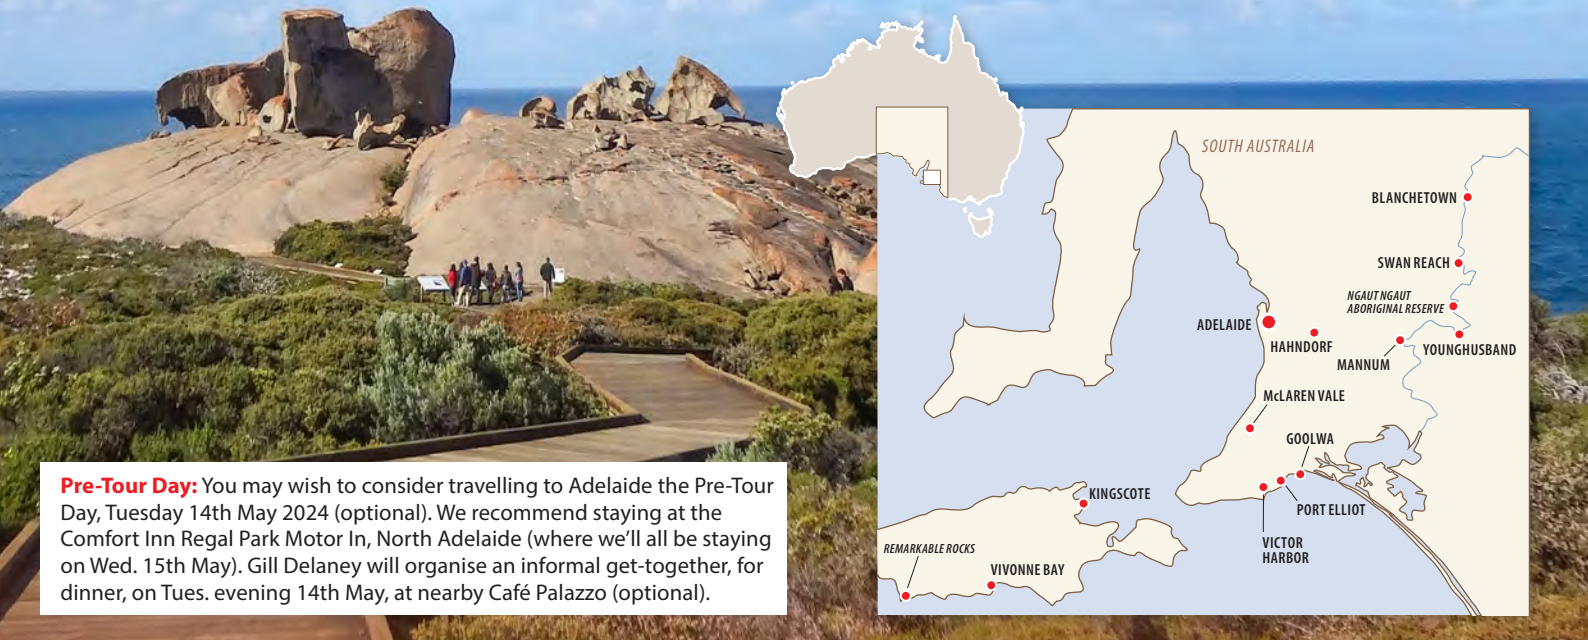 Pre-Tour Day: You may wish to consider travelling to Adelaide the Pre-Tour
Day, Tuesday 14th May 2024 (optional). We recommend staying at the
Comfort Inn Regal Park Motor In, North Adelaide (where we’ll all be staying
on Wed. 15th May). Gill Delaney will organise an informal get-together, for
dinner, on Tues. evening 14th May, at nearby Café Palazzo (optional).
SOUTH AUSTRALIA
BLANCHETOWN
SWAN REACH
NGAUT NGAUT
ABORIGINAL RESERVE
ADELAIDE
HAHNDORF
MANNUM
YOUNGHUSBAND
McLAREN VALE
GOOLWA
PORT ELLIOT
VICTOR
HARBOR
KINGSCOTE
REMARKABLE ROCKS
VIVONNE BAY